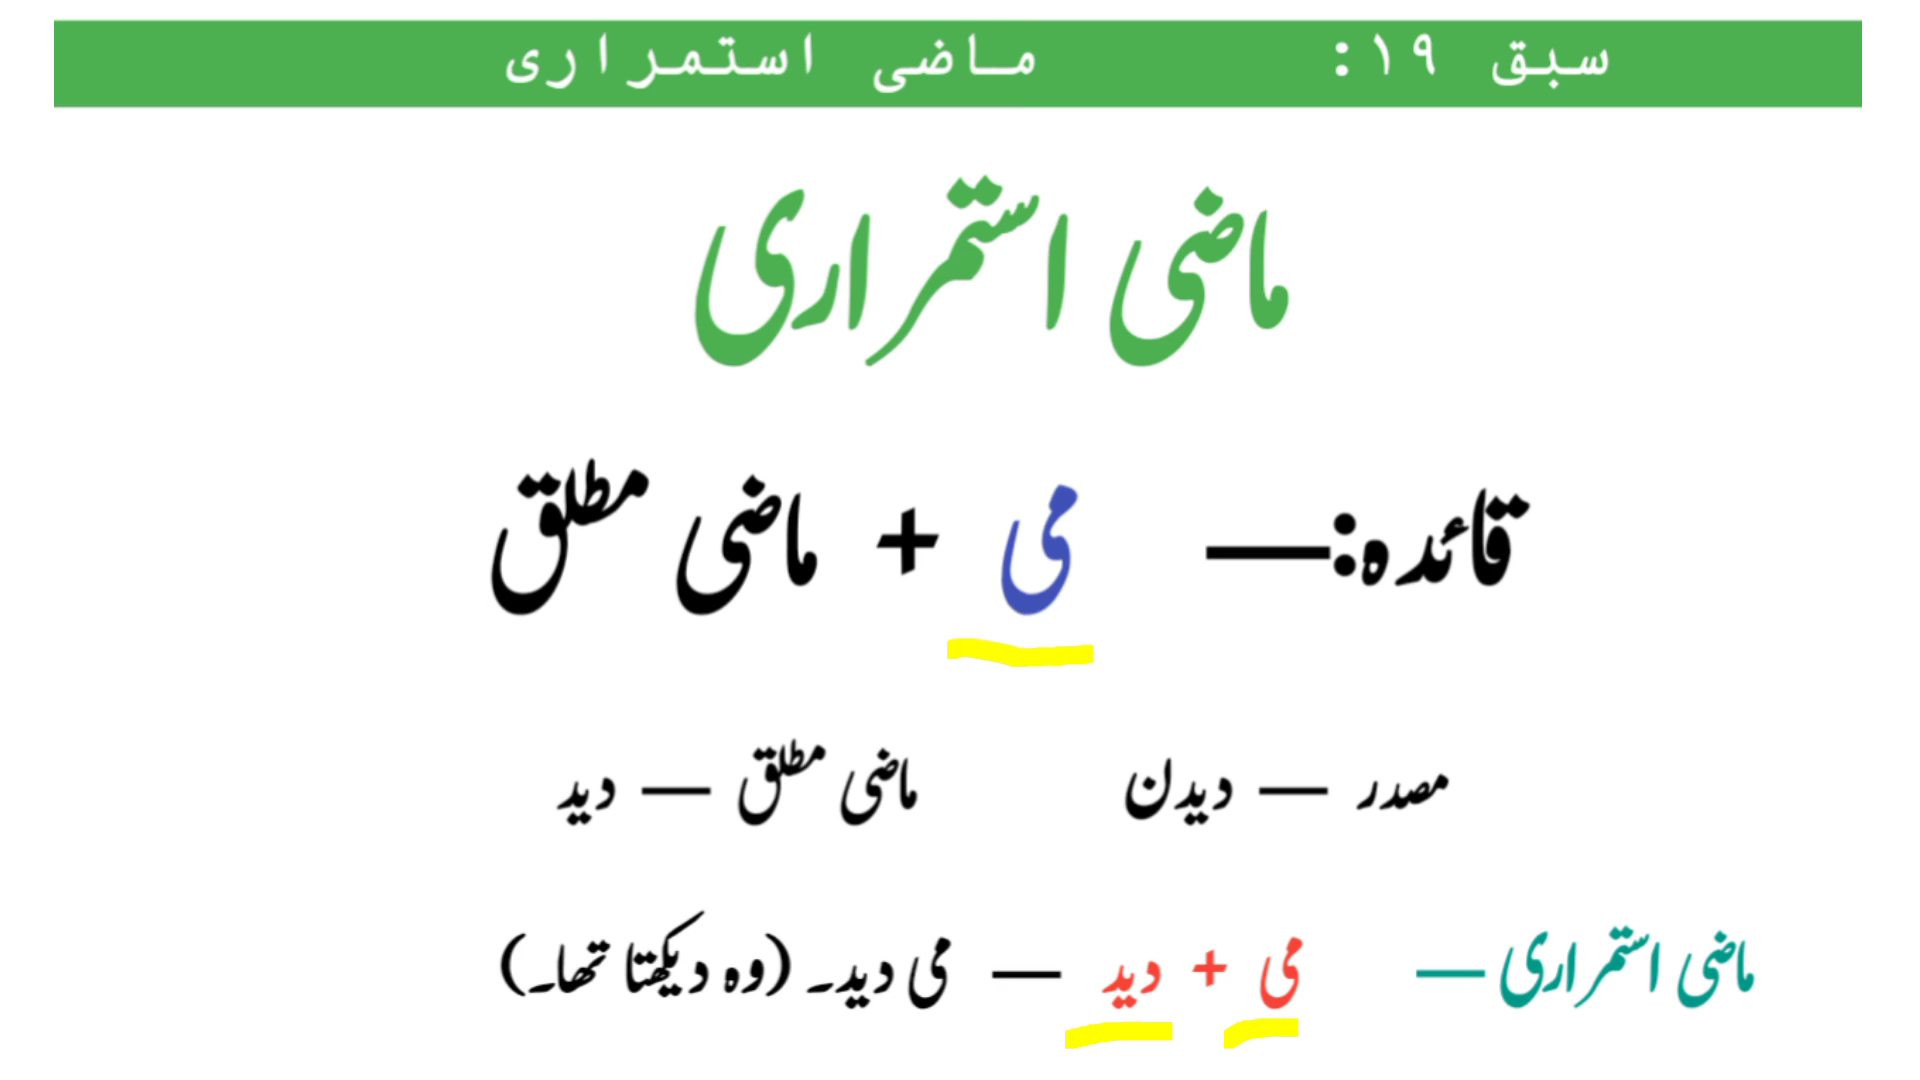 سبق ۱۹: ماضی استمراری
ماضی استمراری
قائدہ:— می + ماضی مطلق
مصدر — دیدن ماضی مطلق — دید
ماضی استمراری — می + دید — می دید۔ (وہ دیکھتا تھا۔)